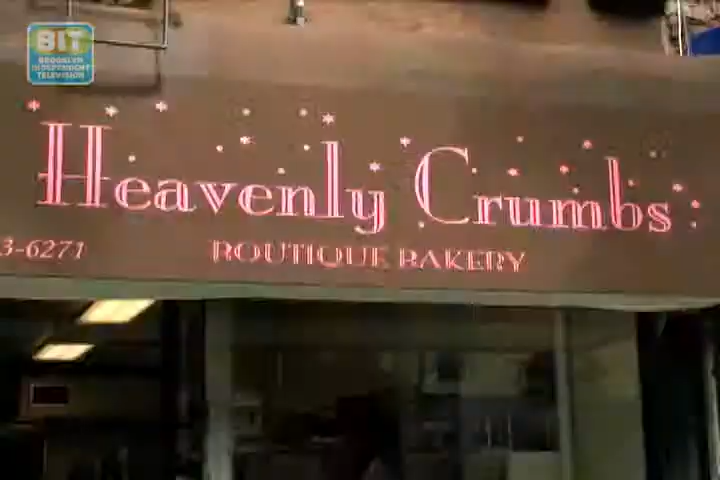 BIT
BROOKLYN
INDEPENDENT
TELEVISION
Heavenly Crumbs
3-6271
BOUTIQUE BAKERY